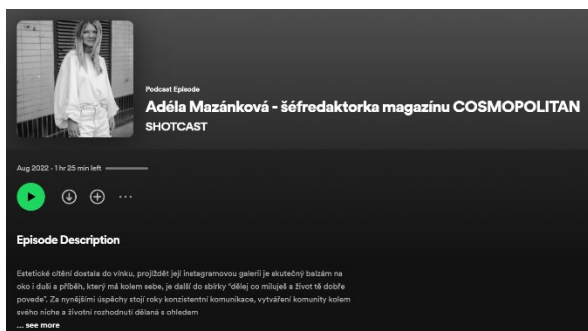 Podcast Episode
Adéla Mazánková - šéfredaktorka magazínu COSMOPOLITAN
SHOTCAST
Aug 2022 · 1 hr 25 min left
Episode Description
Estetické cítění dostala do vínku, projíždět její instagramovou galerii je skutečný balzám na
oko i duši a příběh, který má kolem sebe, je další do sbírky "dělej co miluješ a život tě dobře
povede". Za nynějšími úspěchy stojí roky konzistentní komunikace, vytváření komunity kolem
svého niche a životní rozhodnutí dělaná s ohledem
... see more